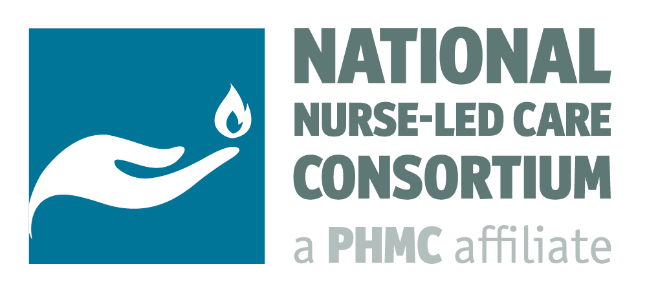 NATIONAL
NURSE-LED CARE
CONSORTIUM
a PHMC affiliate